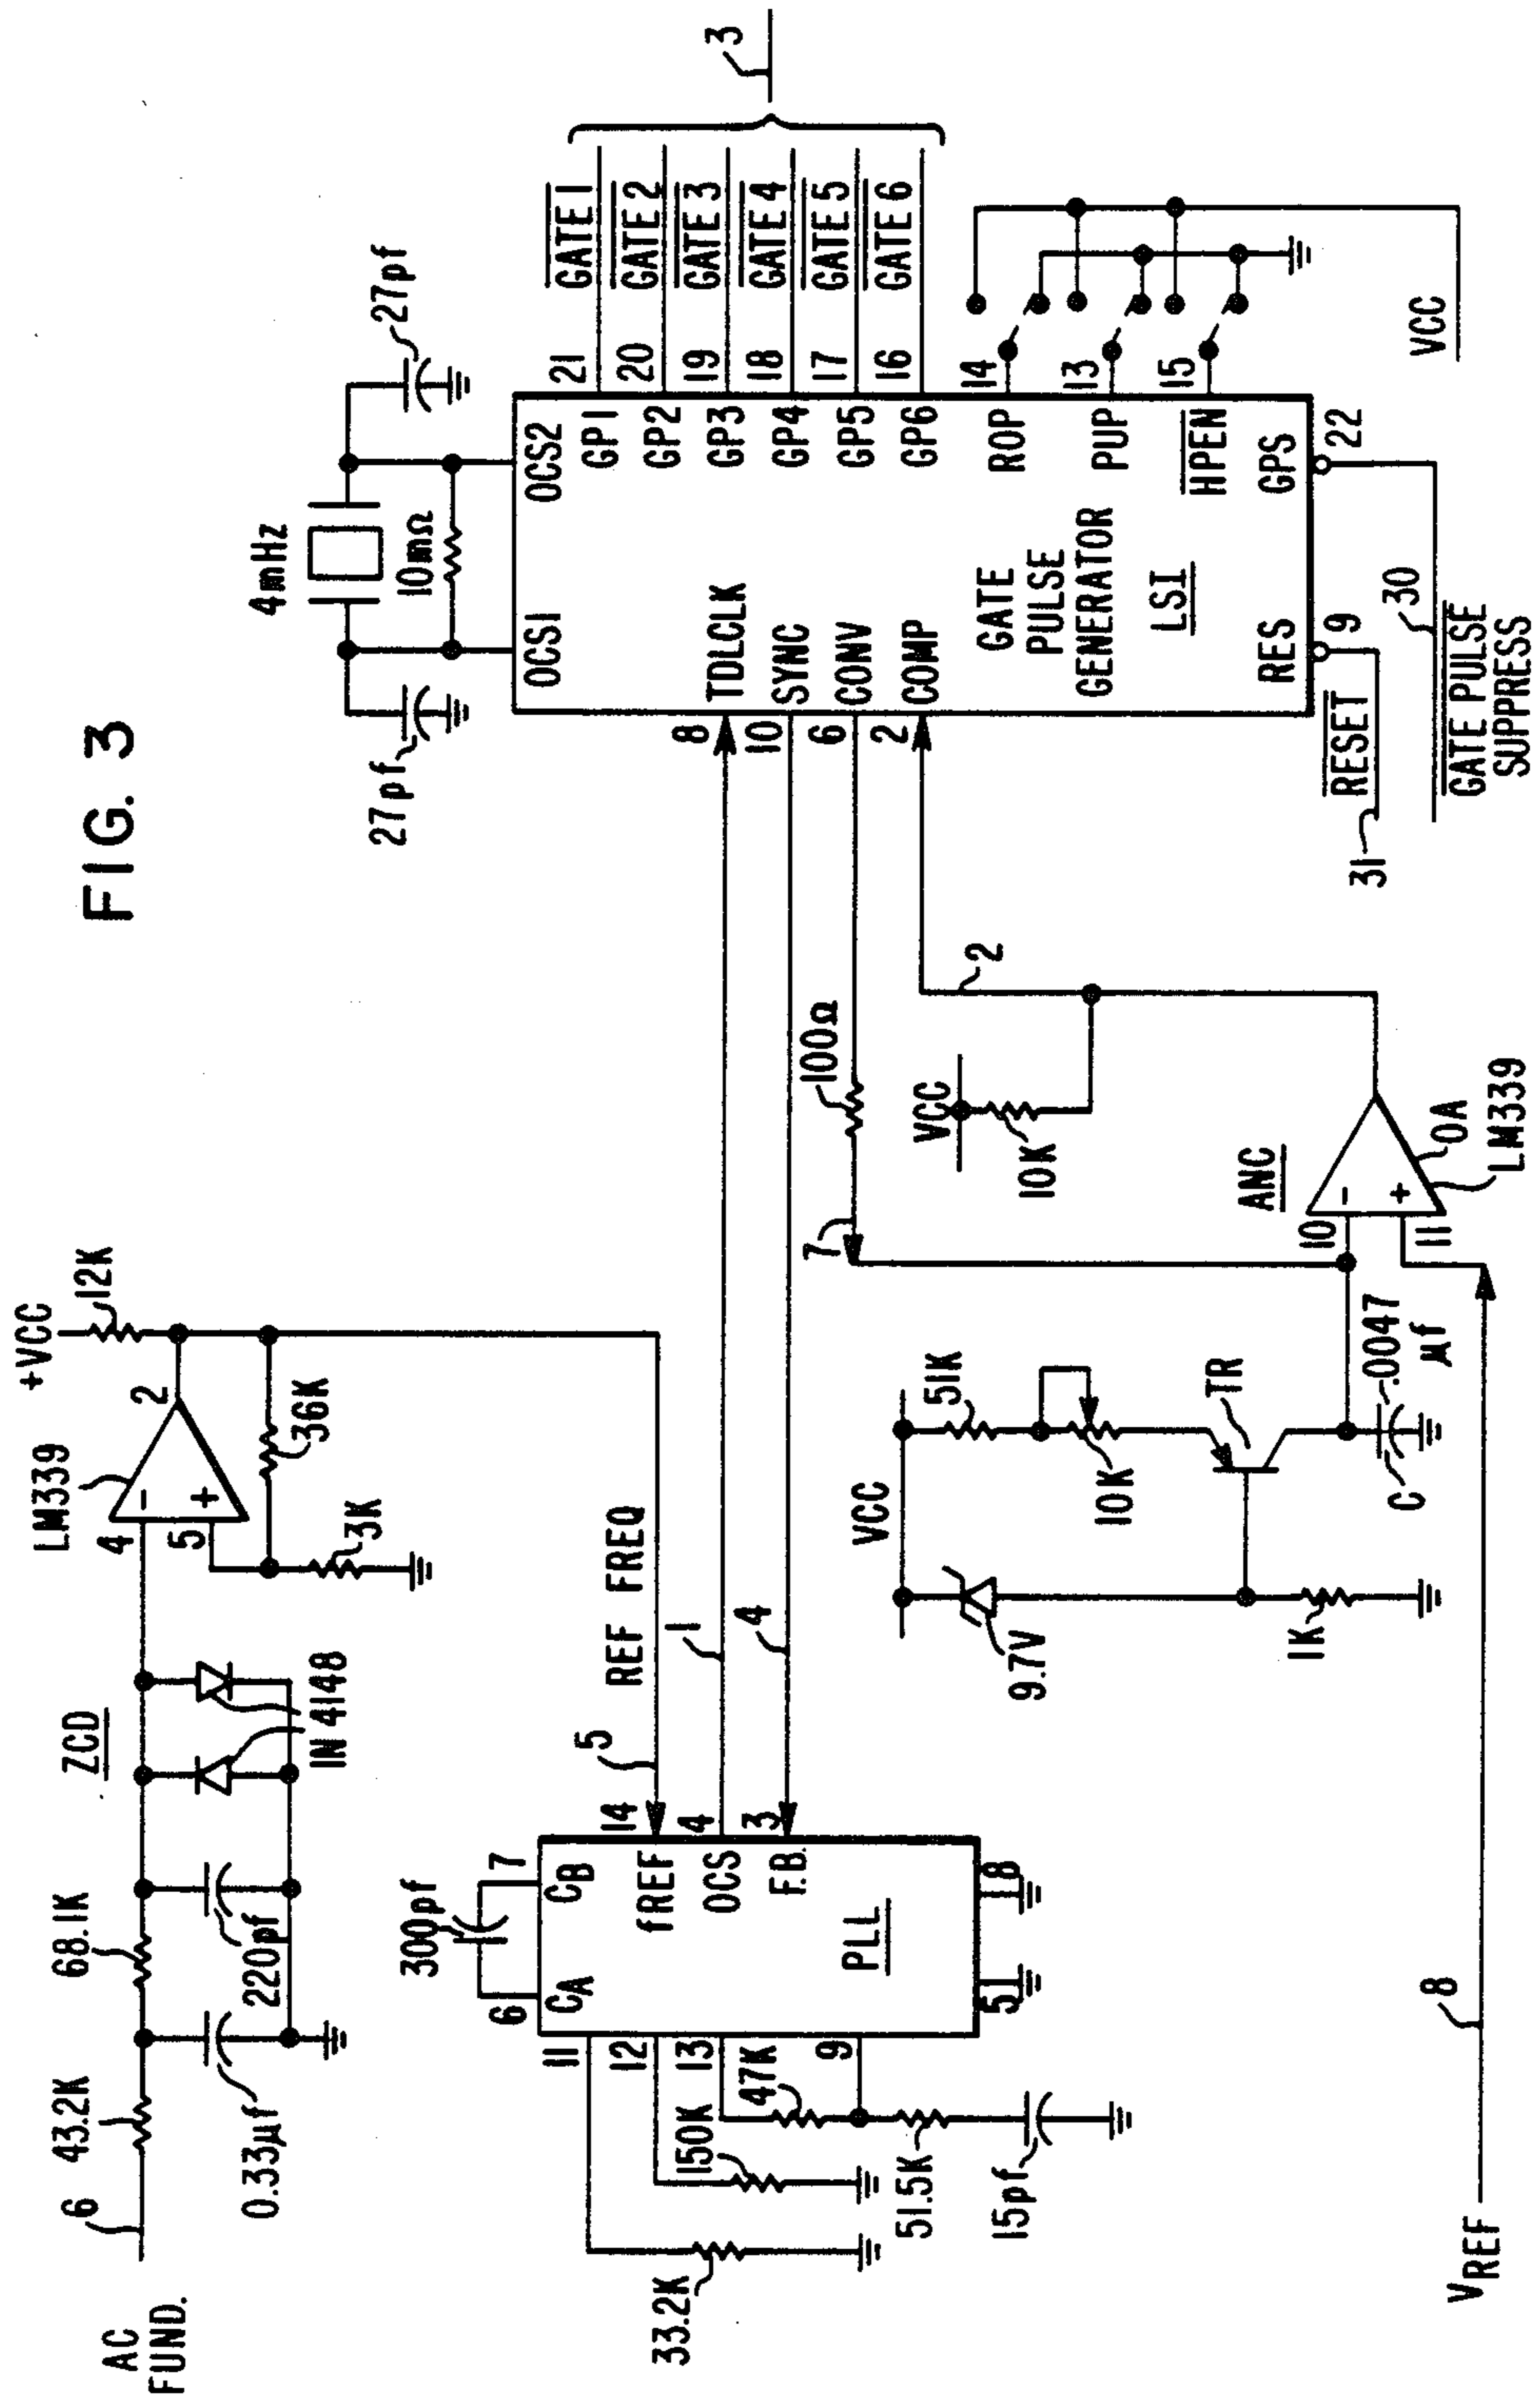 FIG. 3
AC
FUND.
6
43.2K
0.33µf
68.1K
220pf
ZCD
IN 4148
LM339
4
5
-
+
2
+VCC
12K
36K
3K
REF FREQ
5
1
4
300pf
6
7
CA
CB
11
12
13
9
14
4
3
fREF
OCS
F.B.
PLL
5
8
33.2K
150K
47K
51.5K
15pf
VCC
9.7V
1K
51K
10K
TR
C
.0047
µf
7
100Ω
VCC
10K
ANC
10
11
-
+
OA
LM339
2
VREF
8
4mHz
10mΩ
27pf
27pf
OCS1
OCS2
8
10
6
2
TDLCLK
SYNC
CONV
COMP
GATE
PULSE
GENERATOR
LSI
GP1
GP2
GP3
GP4
GP5
GP6
ROP
PUP
HPEN
RES
GPS
21
20
19
18
17
16
14
13
15
9
22
GATE 1
GATE 2
GATE 3
GATE 4
GATE 5
GATE 6
3
VCC
RESET
31
30
GATE PULSE
SUPPRESS